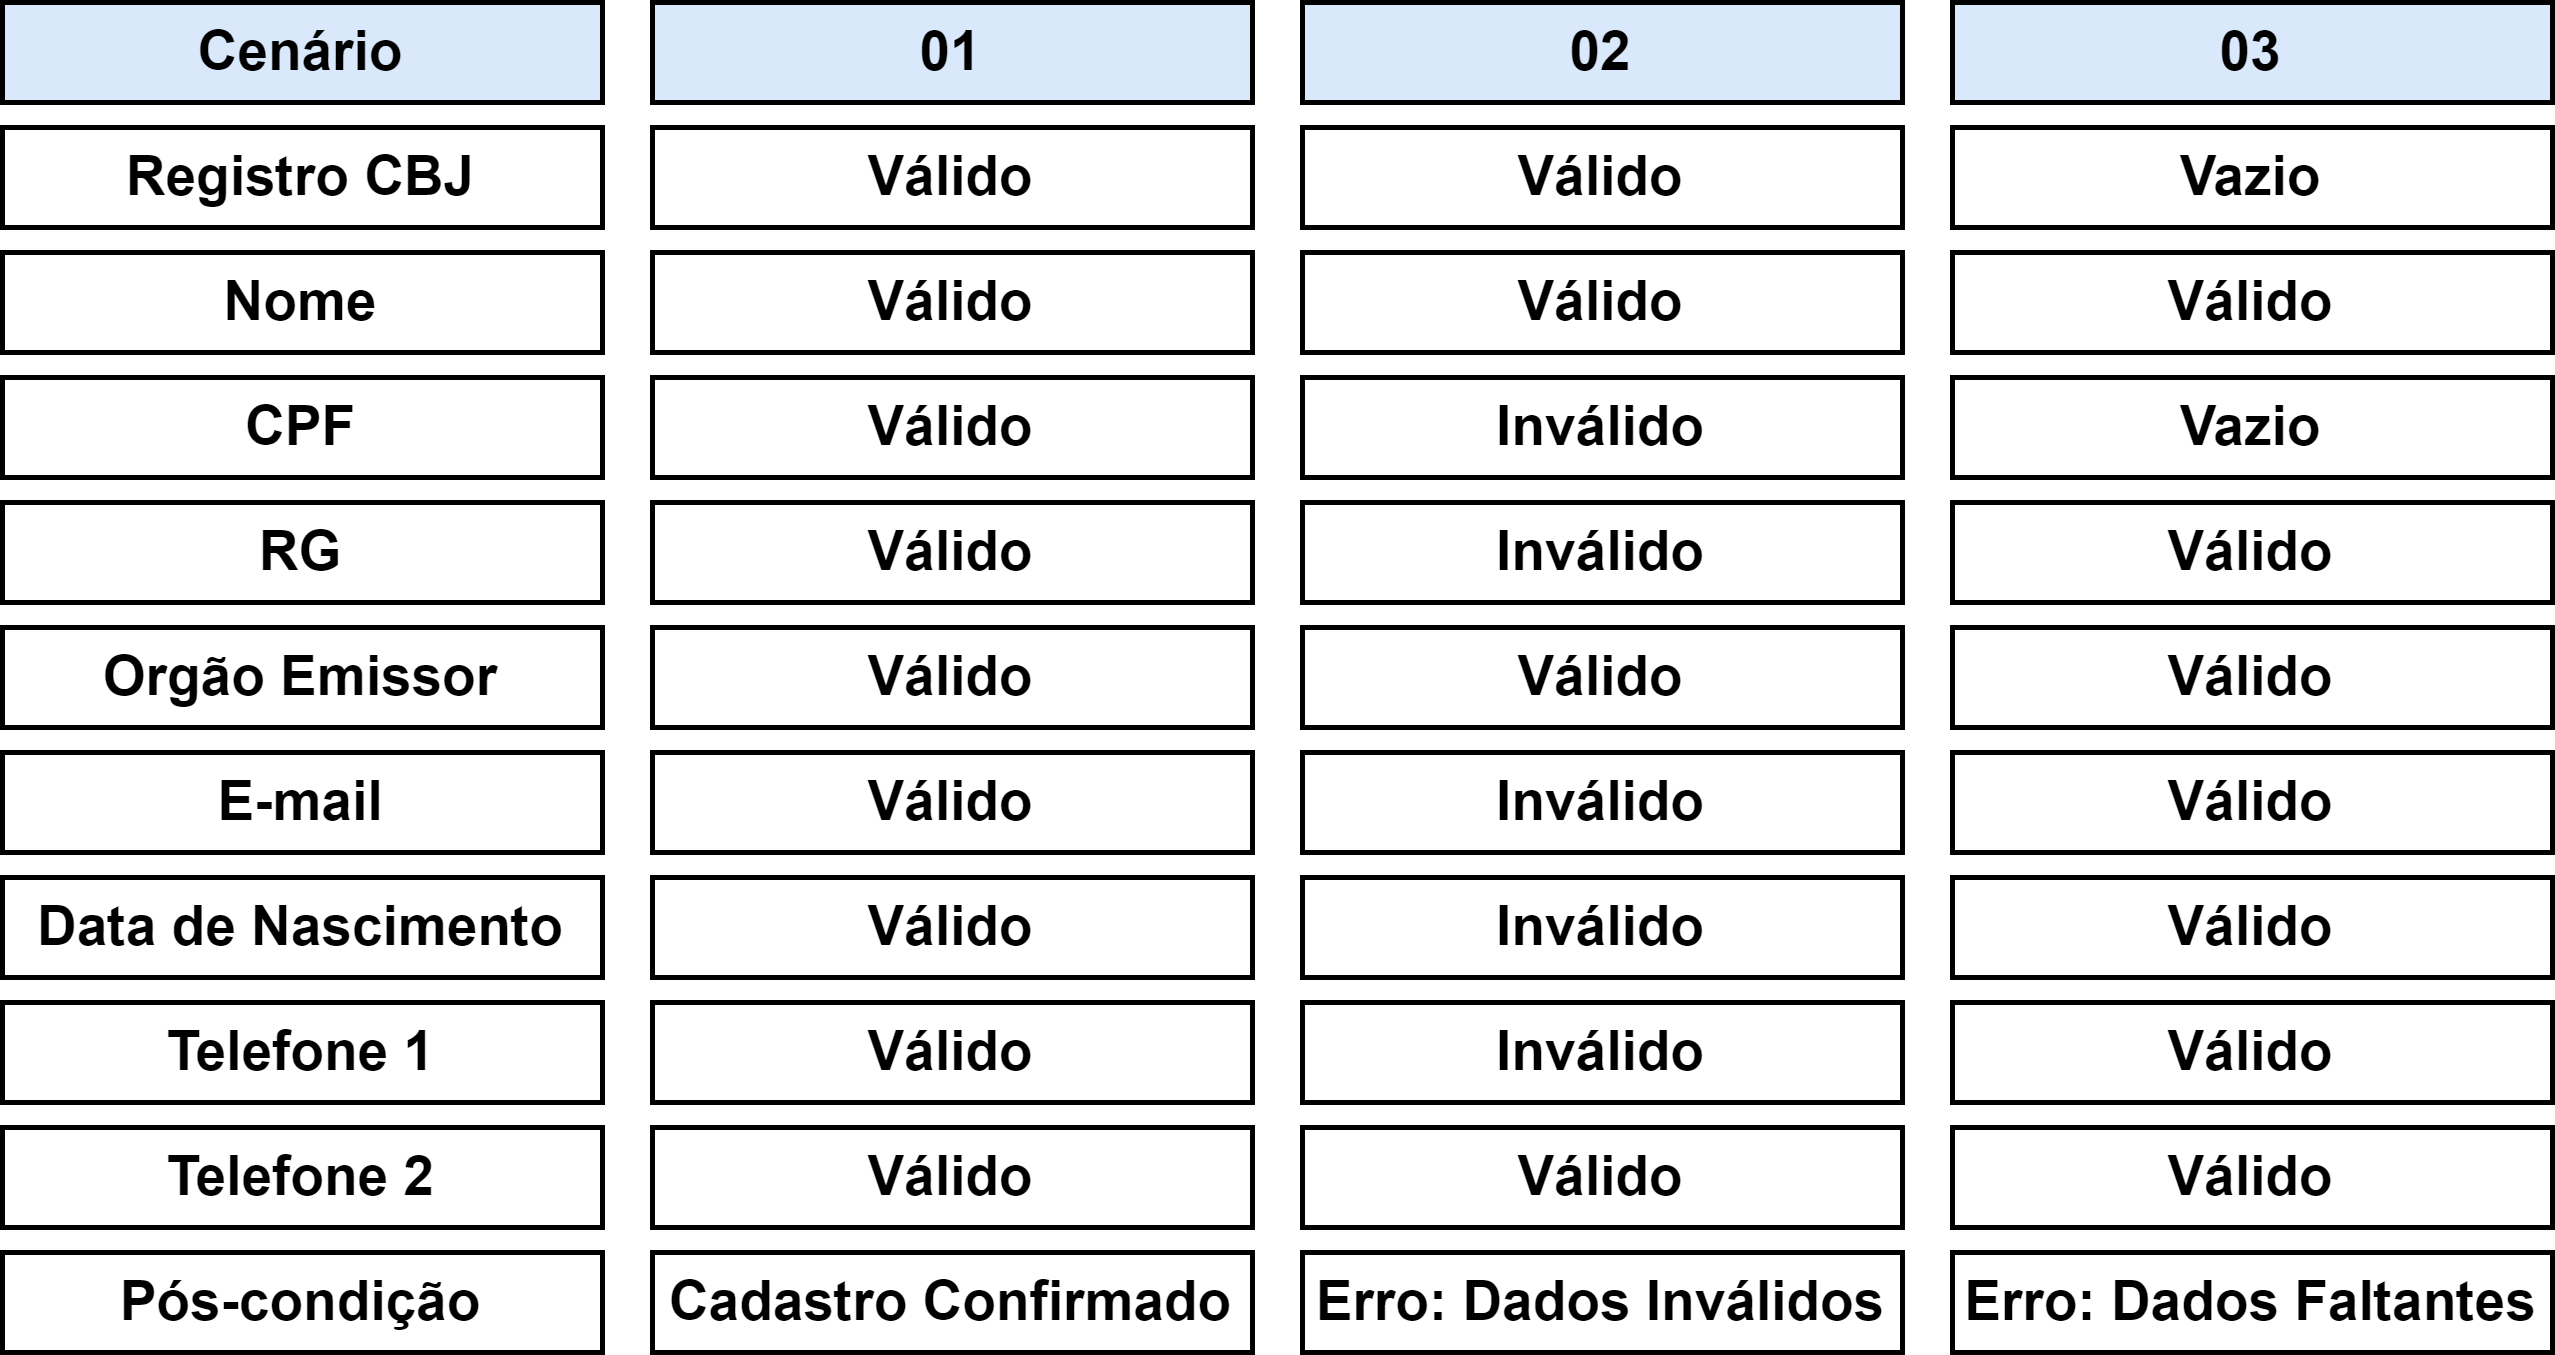 Cenário 01 02 03
Registro CBJ Válido Válido Vazio
Nome Válido Válido Válido
CPF Válido Inválido Vazio
RG Válido Inválido Válido
Orgão Emissor Válido Válido Válido
E-mail Válido Inválido Válido
Data de Nascimento Válido Inválido Válido
Telefone 1 Válido Inválido Válido
Telefone 2 Válido Válido Válido
Pós-condição Cadastro Confirmado Erro: Dados Inválidos Erro: Dados Faltantes